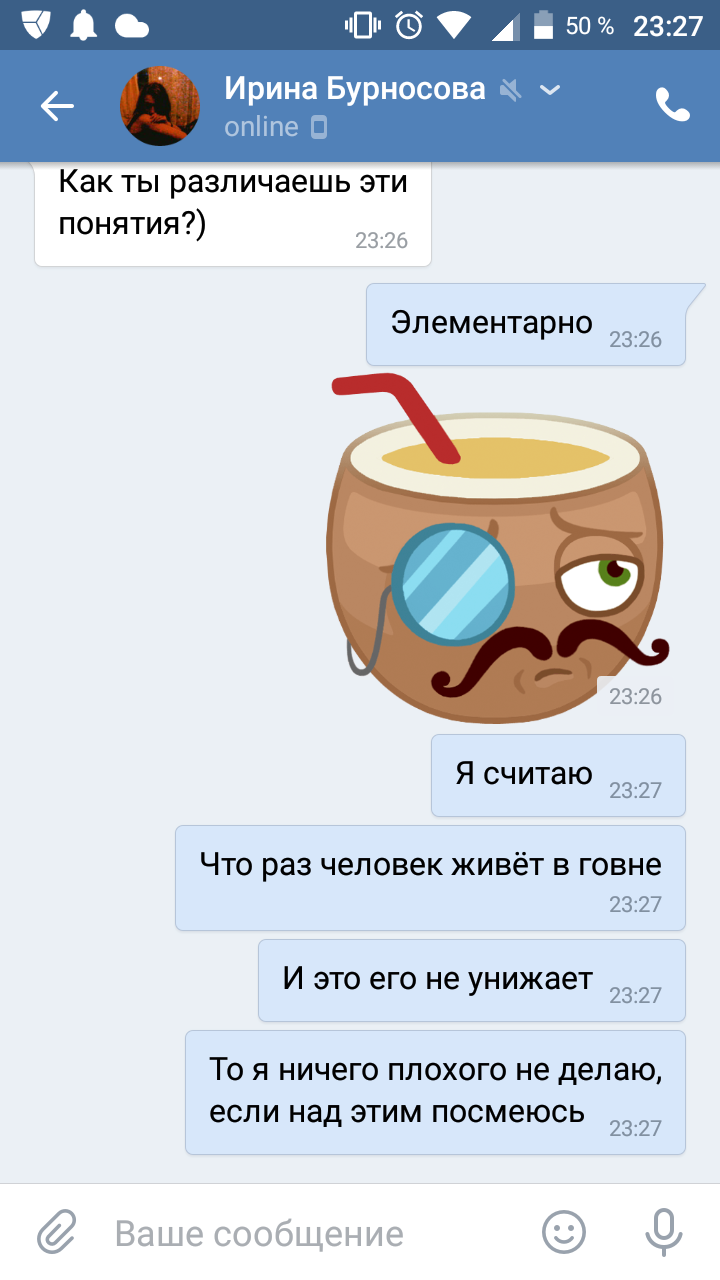 50 % 23:27
Ирина Бурносова
online
Как ты различаешь эти
понятия?)
23:26
Элементарно
23:26
23:26
Я считаю
23:27
Что раз человек живёт в говне
23:27
И это его не унижает
23:27
То я ничего плохого не делаю,
если над этим посмеюсь
23:27
Ваше сообщение